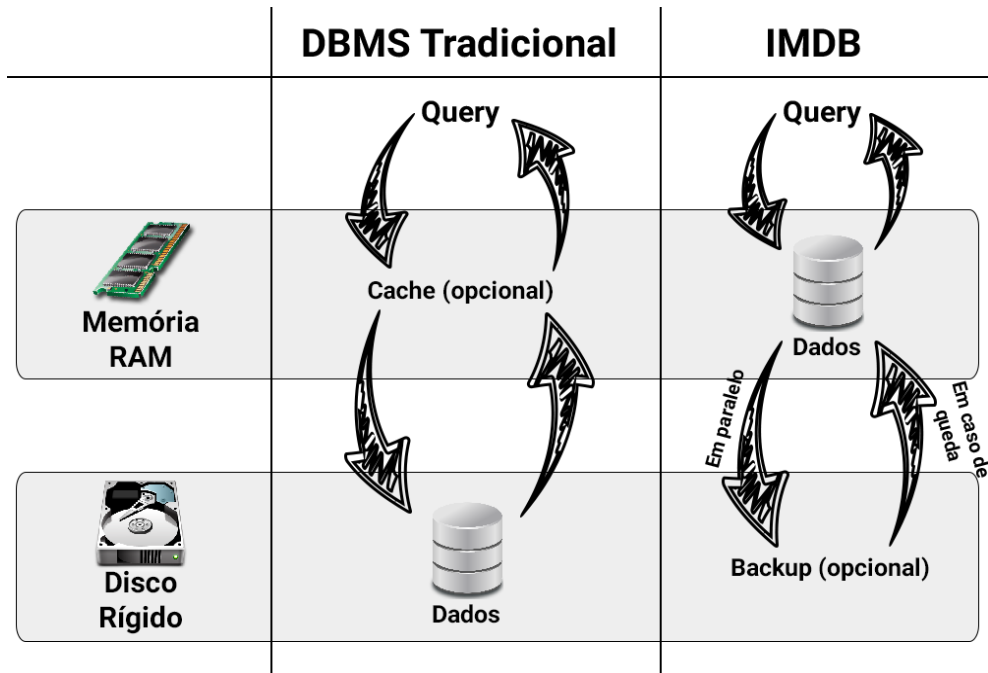 DBMS Tradicional
IMDB
Query
Query
Memória
RAM
Cache (opcional)
Dados
Em paralelo
Em caso de
queda
Disco
Rígido
Dados
Backup (opcional)